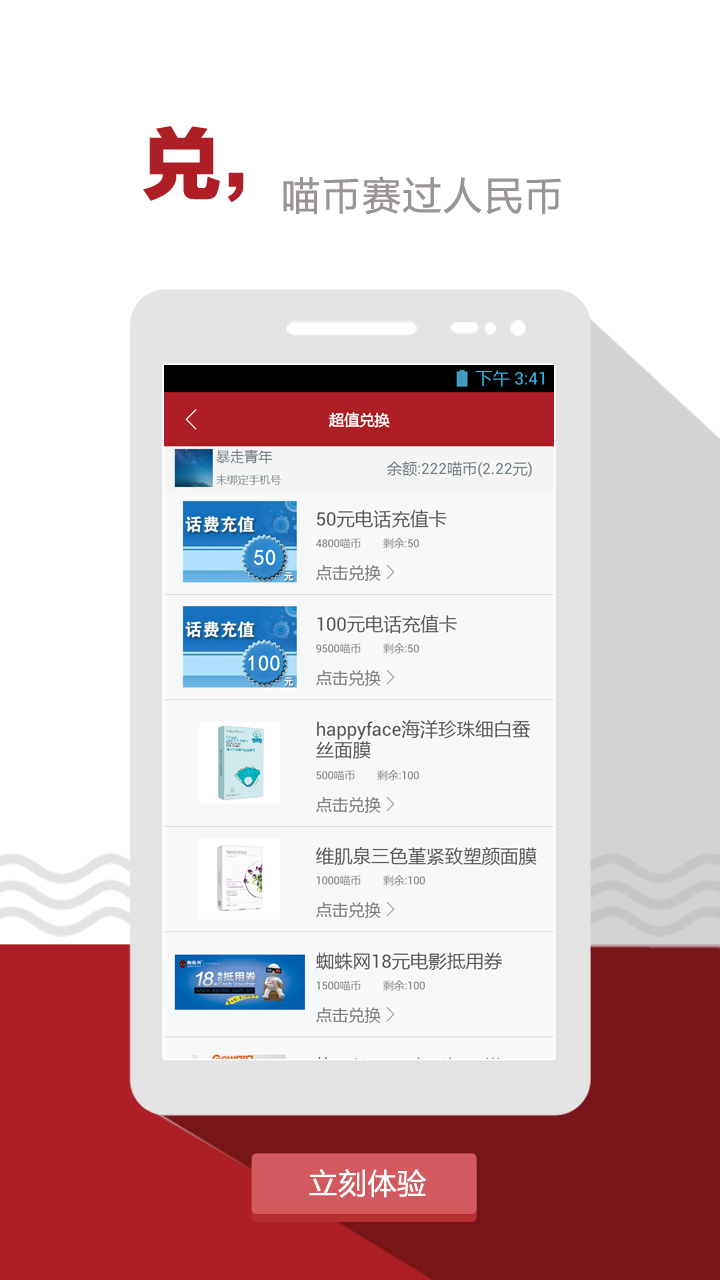 兑，
喵币赛过人民币
下午 3:41
超值兑换
暴走青年
未绑定手机号
余额:222喵币(2.22元)
话费充值
50
元
50元电话充值卡
4800喵币 剩余:50
点击兑换
话费充值
100
元
100元电话充值卡
9500喵币 剩余:50
点击兑换
happyface海洋珍珠细白蚕
丝面膜
500喵币 剩余:100
点击兑换
维肌泉三色堇紧致塑颜面膜
1000喵币 剩余:100
点击兑换
18元
抵用券
Cash Voucher
www.spider.com.cn
蜘蛛网18元电影抵用券
1500喵币 剩余:100
点击兑换
立刻体验